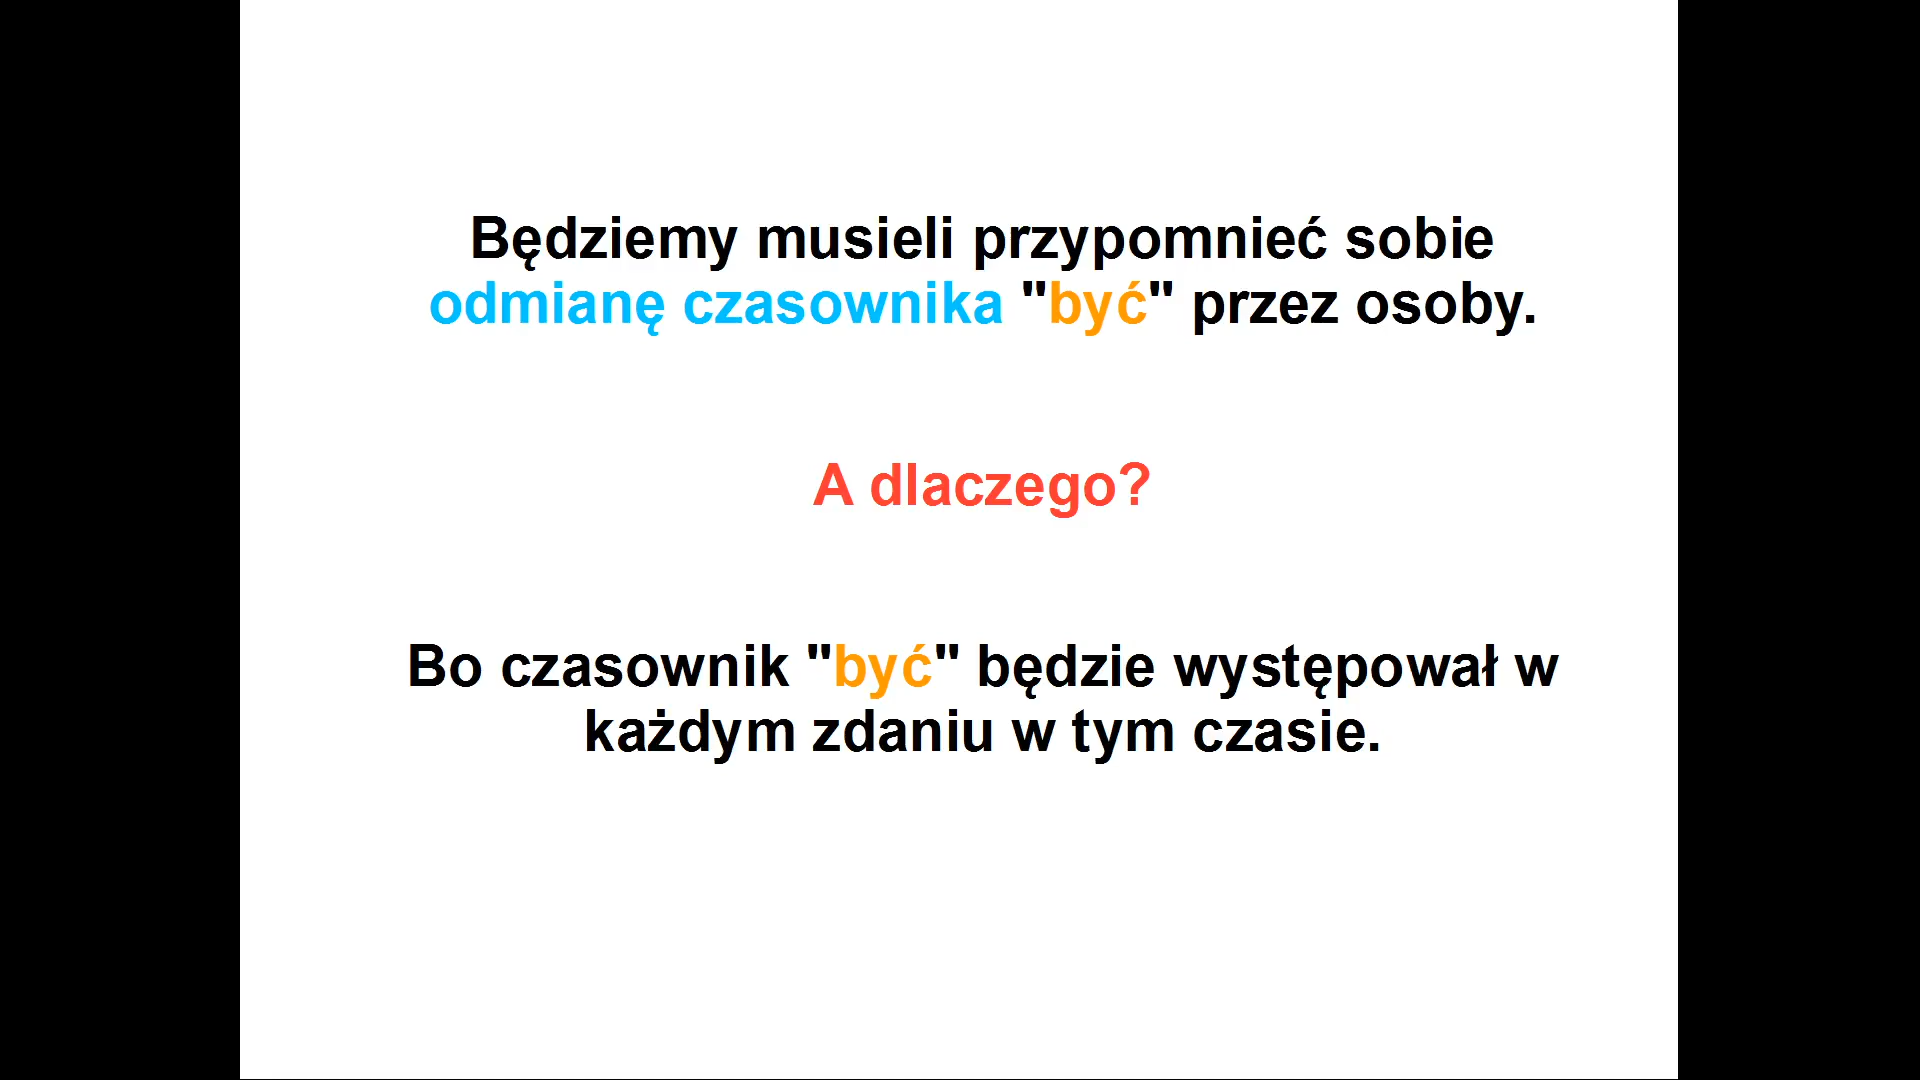 Będziemy musieli przypomnieć sobie
odmianę czasownika "być" przez osoby.
A dlaczego?
Bo czasownik "być" będzie występował w
każdym zdaniu w tym czasie.